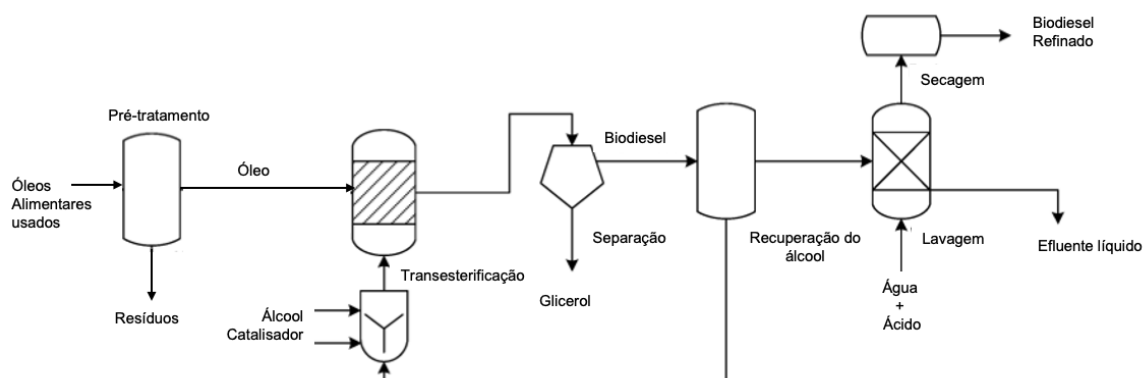 Pré-tratamento
Óleos
Alimentares
usados
Resíduos
Óleo
Transesterificação
Álcool
Catalisador
Biodiesel
Separação
Glicerol
Recuperação do
álcool
Biodiesel
Refinado
Secagem
Lavagem
Efluente líquido
Água
+
Ácido